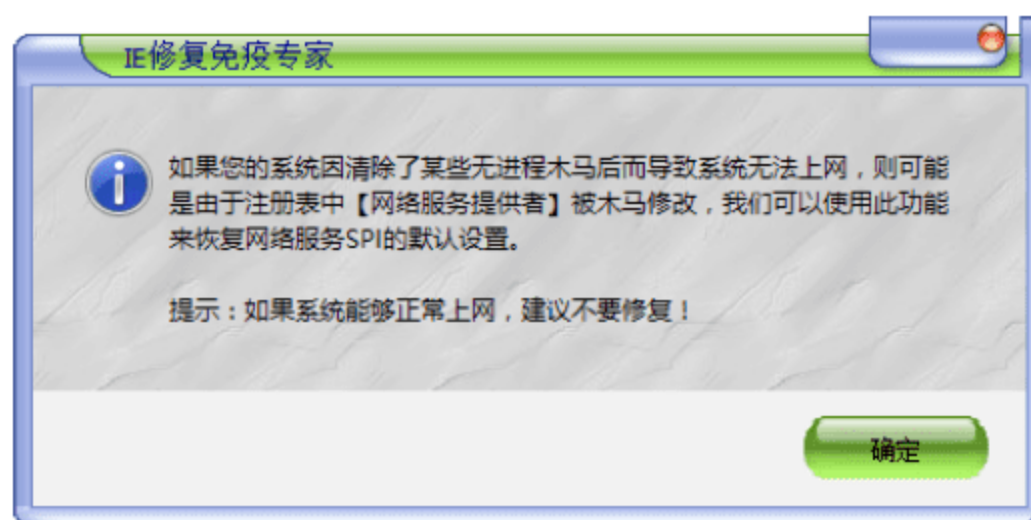 IE修复免疫专家
如果您的系统因清除了某些无进程木马后而导致系统无法上网，则可能
是由于注册表中【网络服务提供者】被木马修改，我们可以使用此功能
来恢复网络服务SPI的默认设置。
提示：如果系统能够正常上网，建议不要修复！
确定